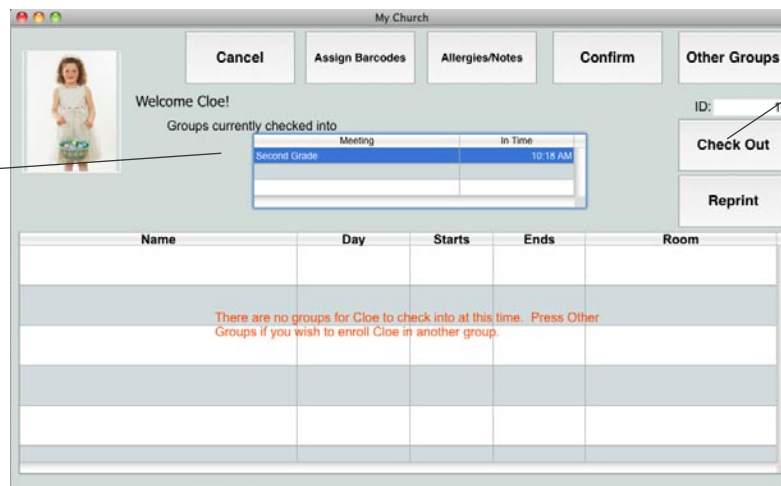 My Church
Cancel
Assign Barcodes
Allergies/Notes
Confirm
Other Groups
Welcome Cloe!
ID:
Groups currently checked into
Meeting In Time
Second Grade 10:18 AM
Check Out
Reprint
Name Day Starts Ends Room
There are no groups for Cloe to check into at this time. Press Other
Groups if you wish to enroll Cloe in another group.